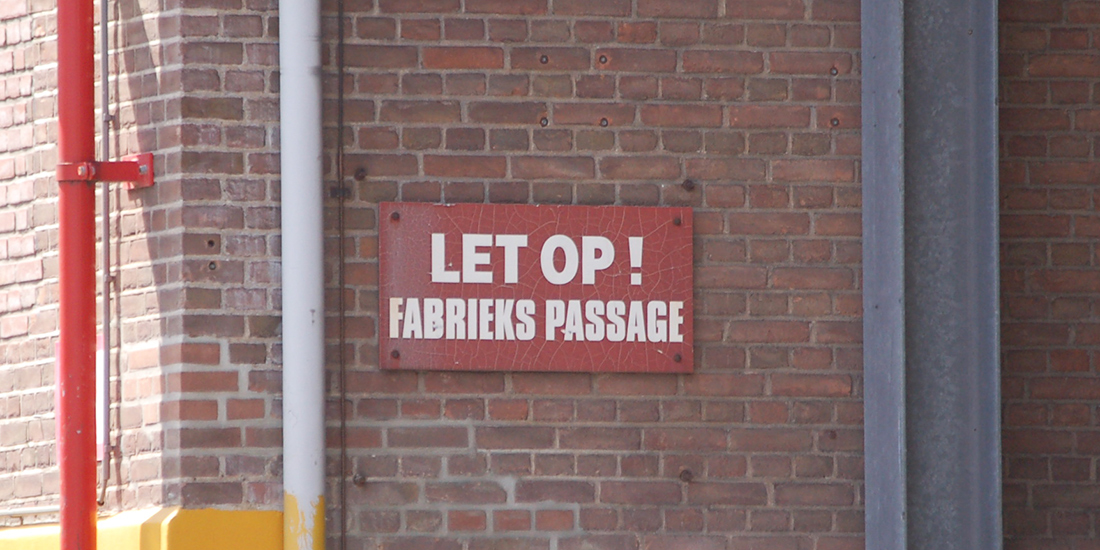 LET OP !
FABRIEKS PASSAGE